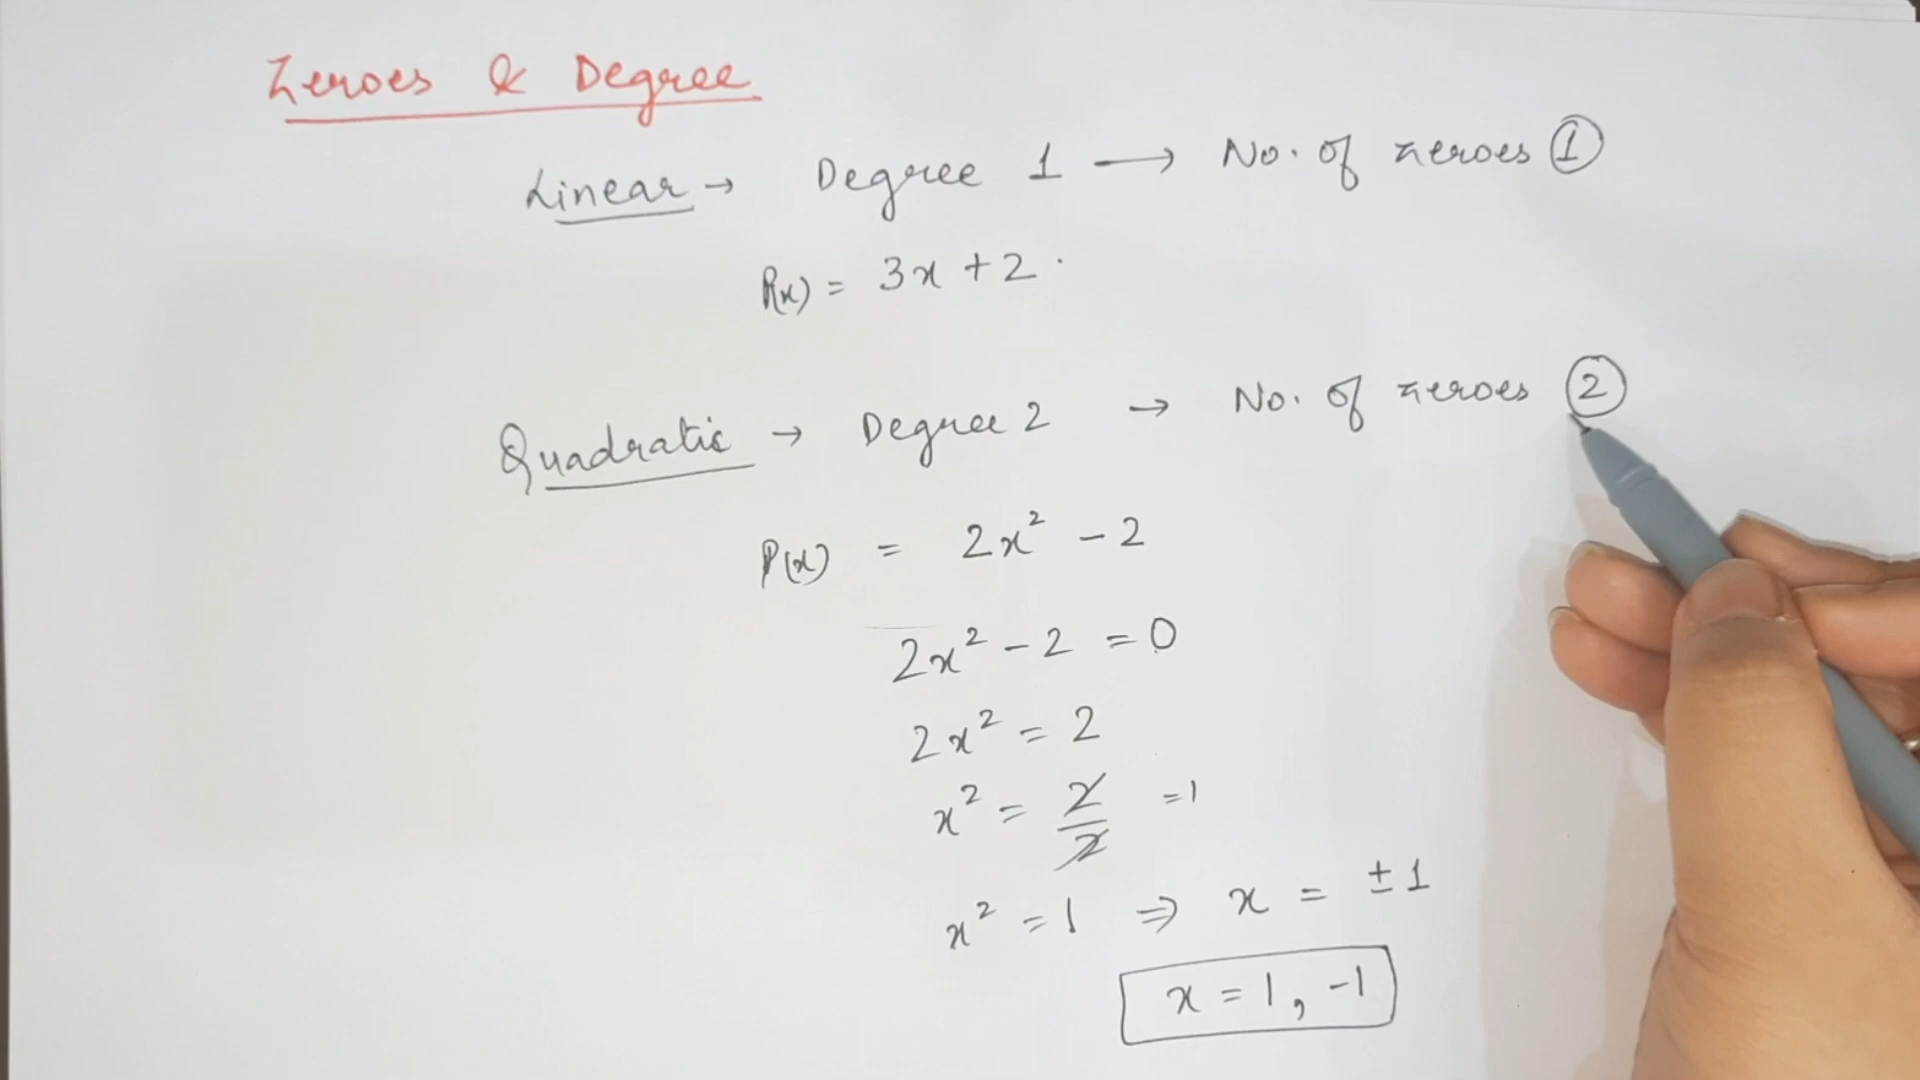 Zeroes & Degree
Linear → Degree 1 → No. of zeroes ①
P(x) = 3x + 2 .
Quadratic → Degree 2 → No. of zeroes ②
P(x) = 2x² - 2
2x² - 2 = 0
2x² = 2
x² = 2/2 = 1
x² = 1 ⇒ x = ± 1
x = 1, -1